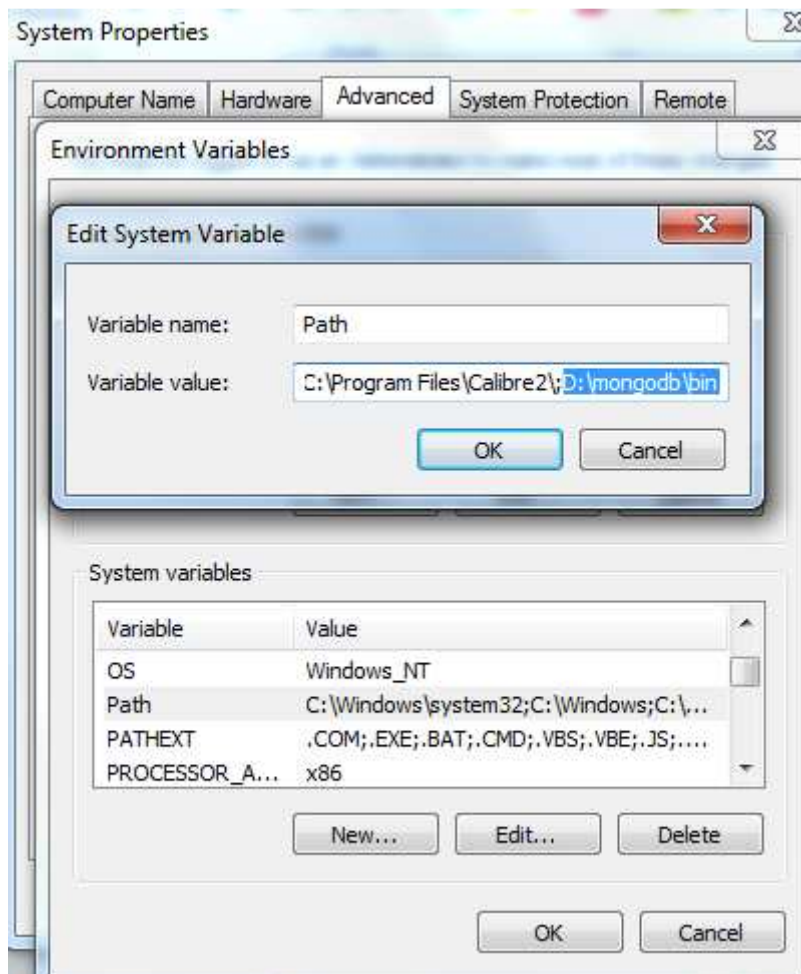 System Properties
Computer Name Hardware Advanced System Protection Remote
Environment Variables
Edit System Variable
Variable name: Path
Variable value: C:\Program Files\Calibre2\;D:\mongodb\bin
OK Cancel
System variables
Variable Value
OS Windows_NT
Path C:\Windows\system32;C:\Windows;C:\...
PATHEXT .COM;.EXE;.BAT;.CMD;.VBS;.VBE;.JS;....
PROCESSOR_A... x86
New... Edit... Delete
OK Cancel